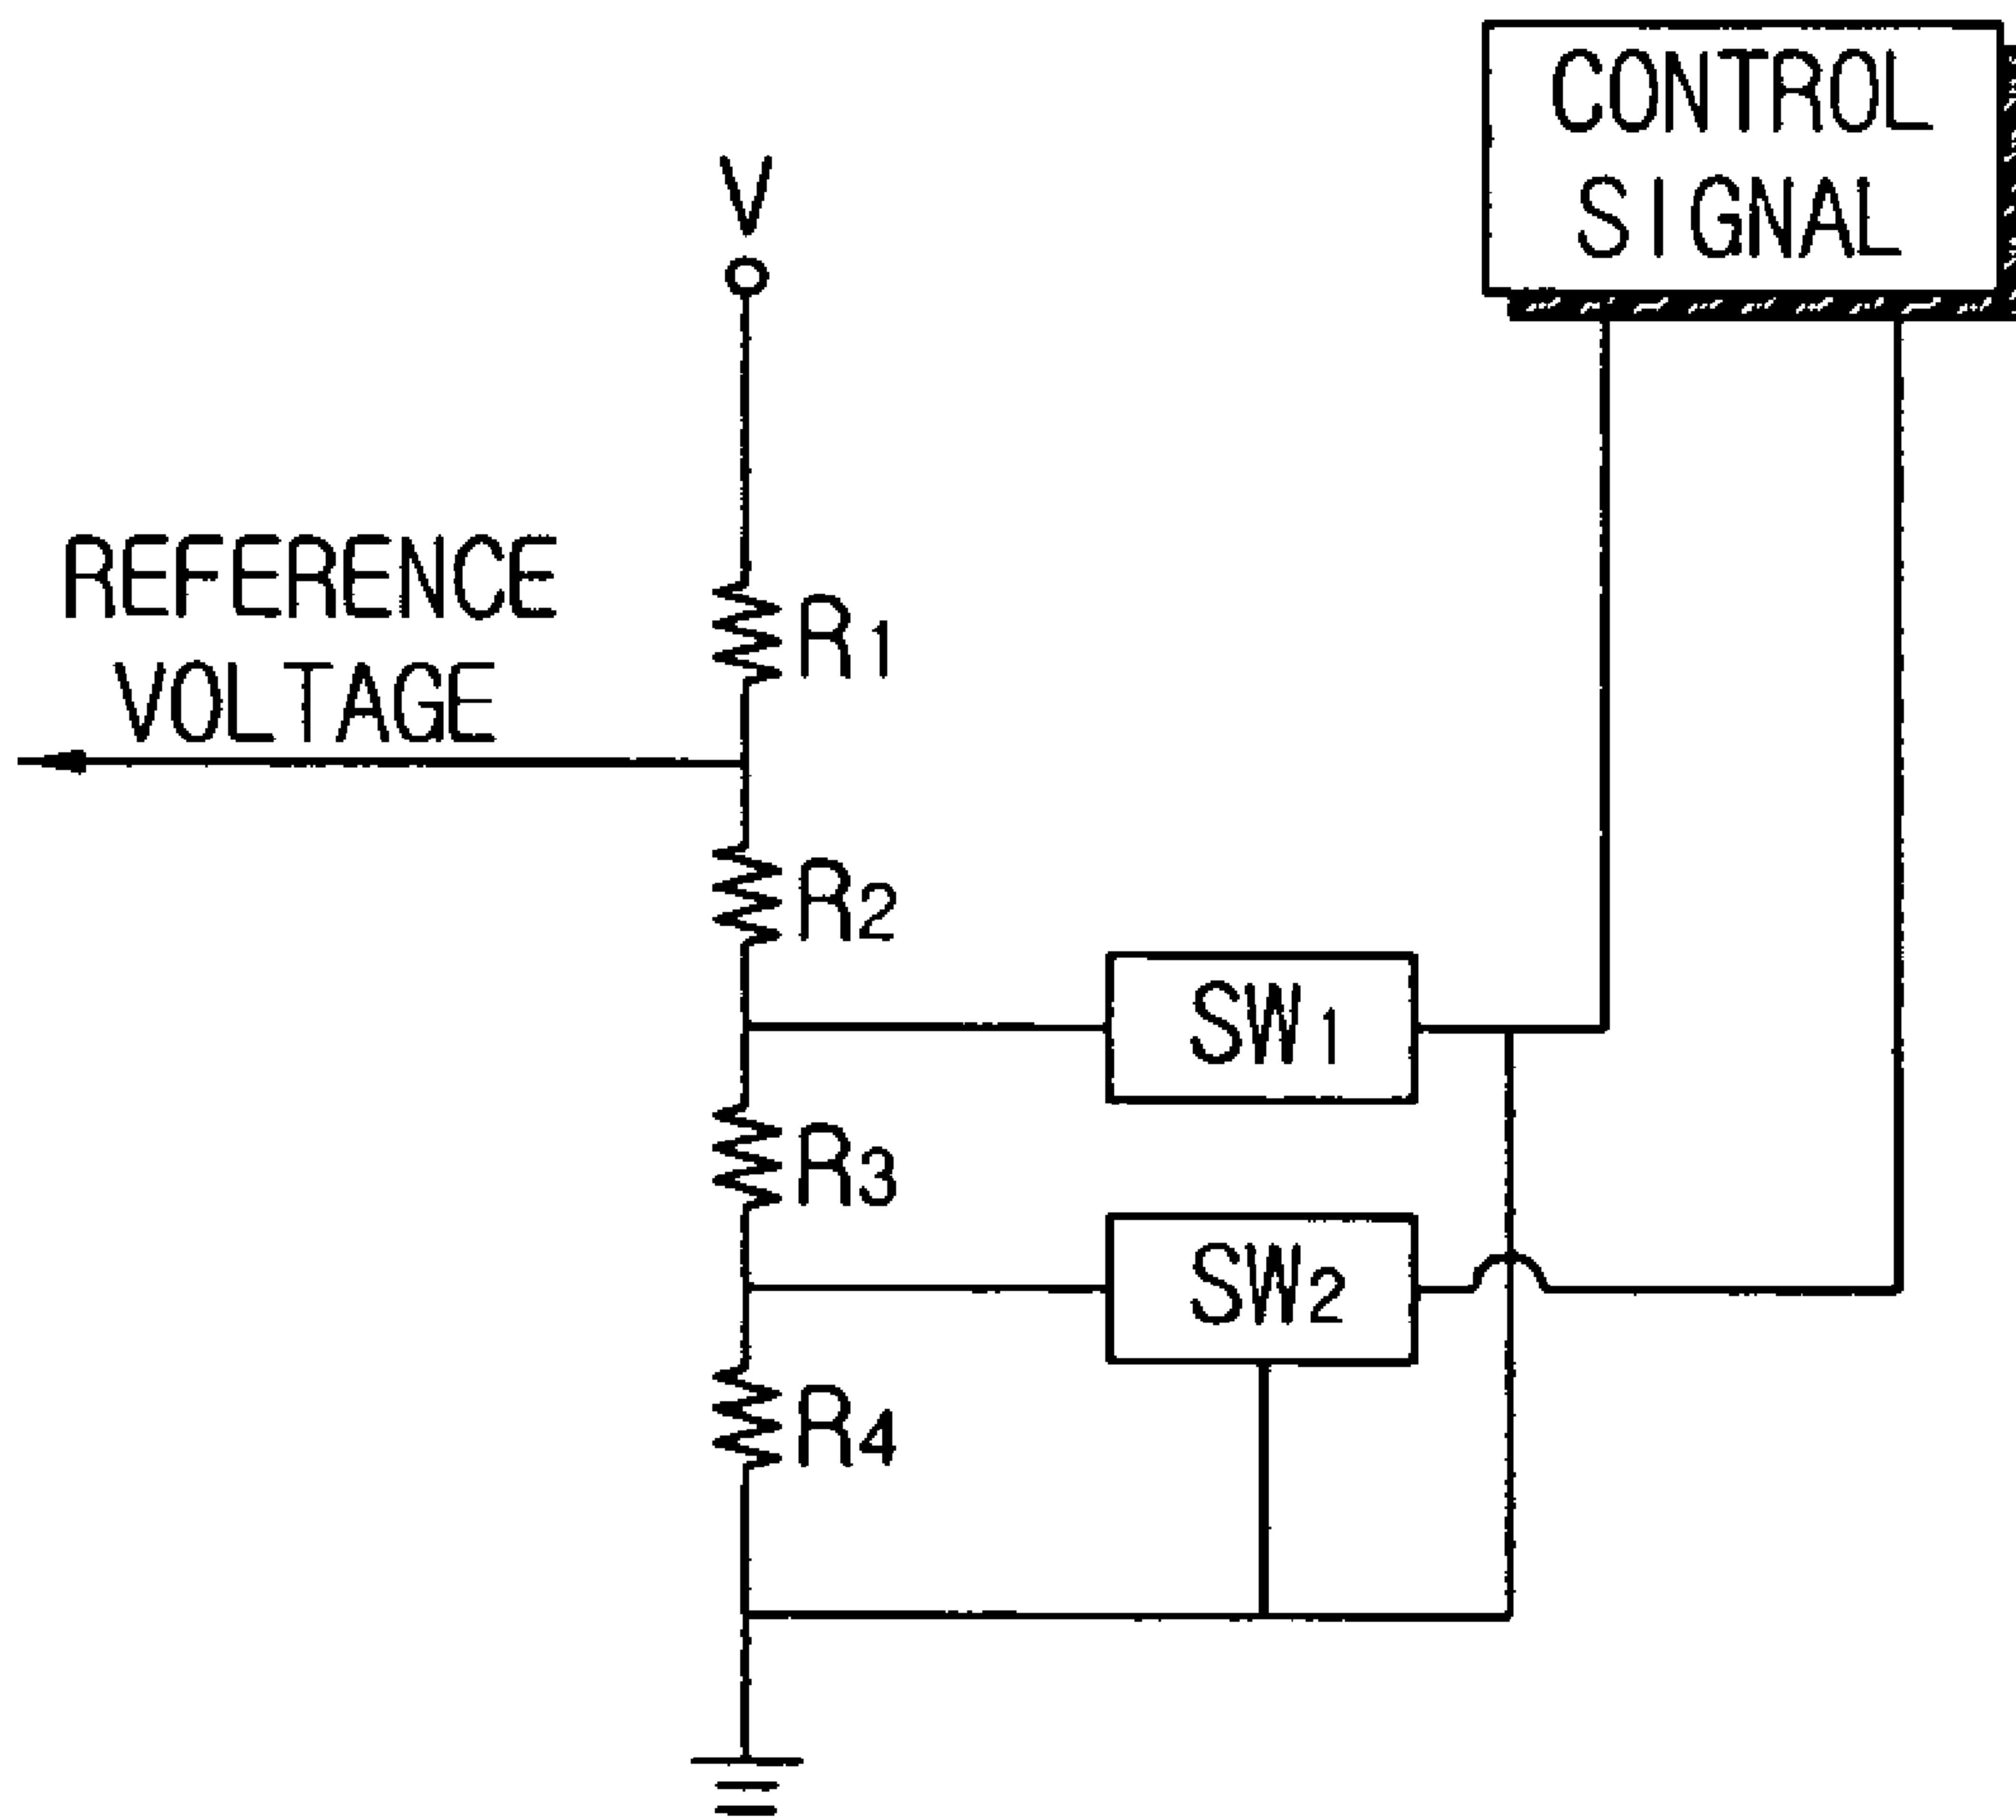 CONTROL
SIGNAL
V
REFERENCE
VOLTAGE
R1
R2
SW1
R3
SW2
R4